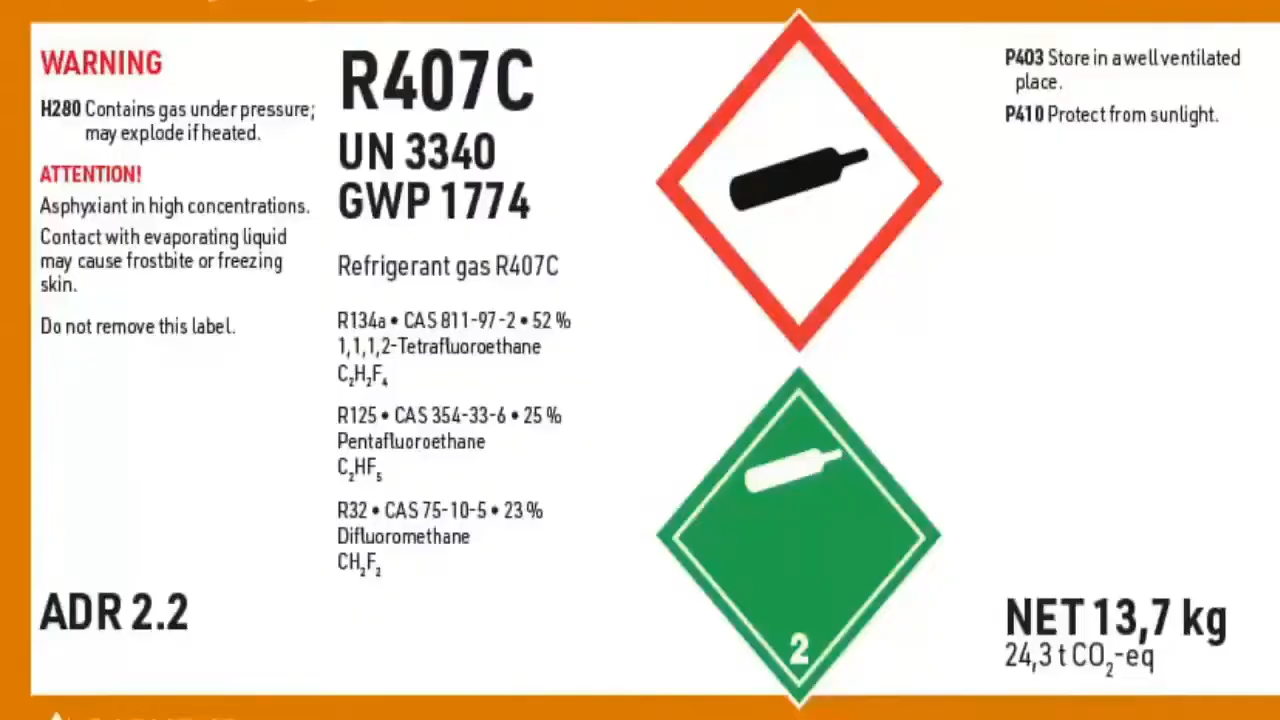 WARNING
H280 Contains gas under pressure;
may explode if heated.
ATTENTION!
Asphyxiant in high concentrations.
Contact with evaporating liquid
may cause frostbite or freezing
skin.
Do not remove this label.
ADR 2.2
R407C
UN 3340
GWP 1774
Refrigerant gas R407C
R134a • CAS 811-97-2 • 52 %
1,1,1,2-Tetrafluoroethane
C₂H₂F₄
R125 • CAS 354-33-6 • 25 %
Pentafluoroethane
C₂HF₅
R32 • CAS 75-10-5 • 23 %
Difluoromethane
CH₂F₂
2
P403 Store in a well ventilated
place.
P410 Protect from sunlight.
NET 13,7 kg
24,3 t CO₂-eq